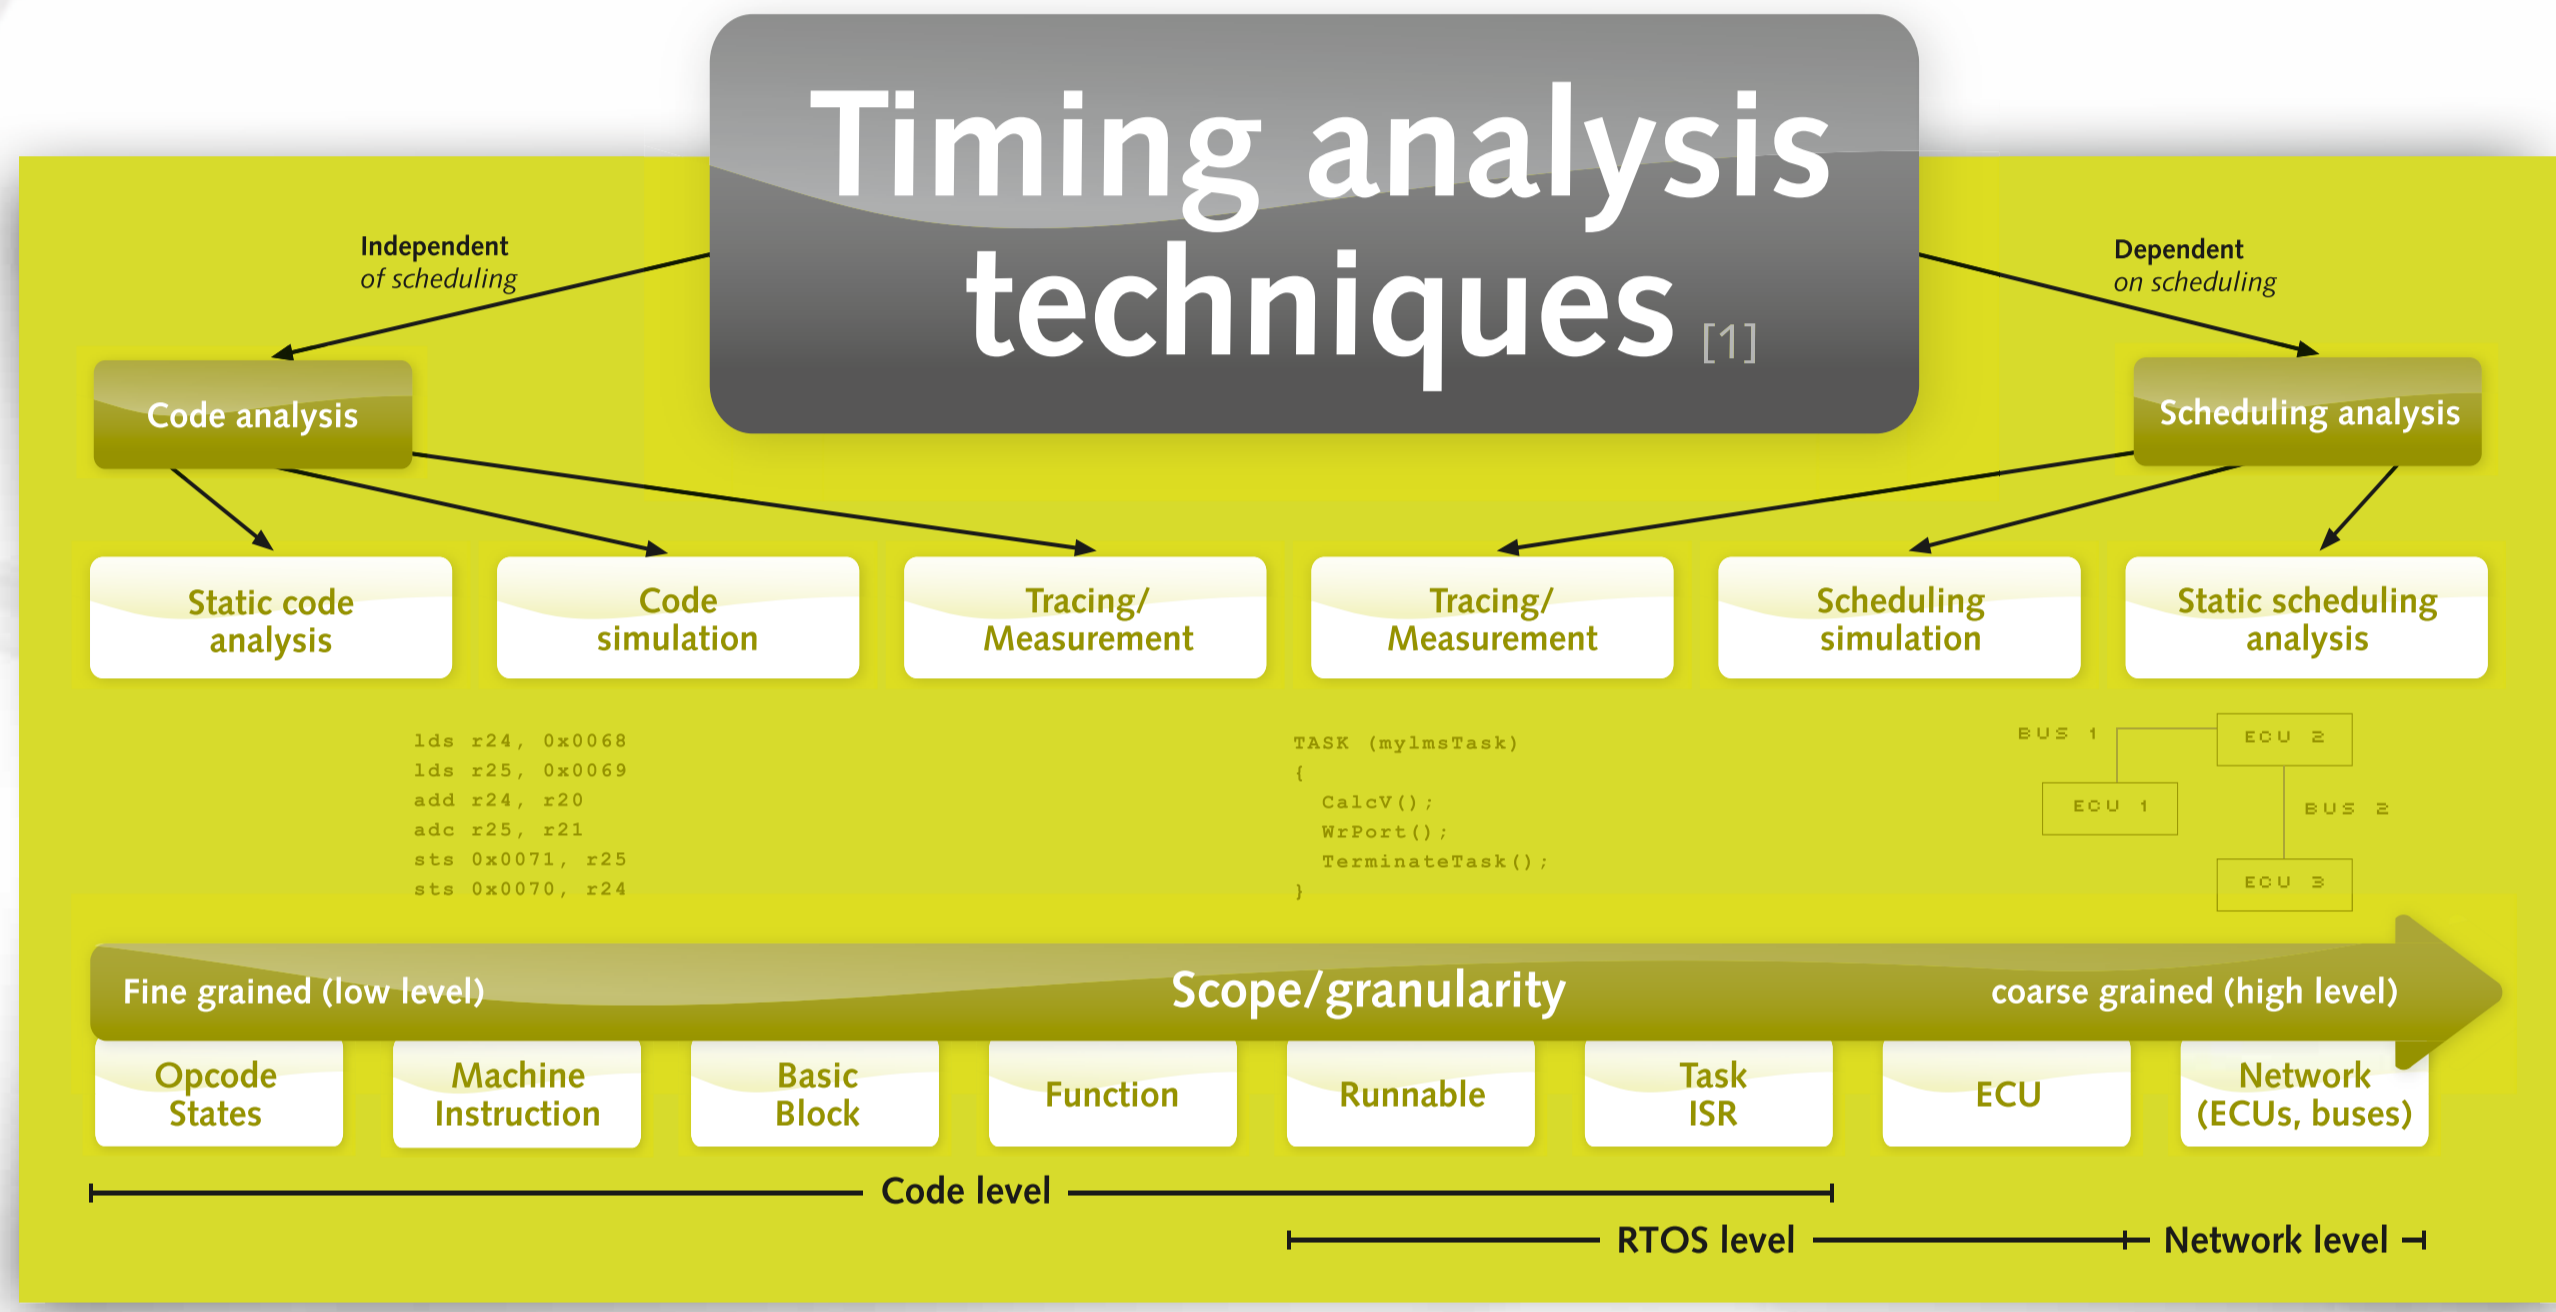 Timing analysis
techniques [1]
Independent
of scheduling
Dependent
on scheduling
Code analysis
Scheduling analysis
Static code
analysis
Code
simulation
Tracing/
Measurement
Tracing/
Measurement
Scheduling
simulation
Static scheduling
analysis
lds r24, 0x0068
lds r25, 0x0069
add r24, r20
adc r25, r21
sts 0x0071, r25
sts 0x0070, r24
TASK (mylmsTask)
{
CalcV();
WrPort();
TerminateTask();
}
BUS 1
ECU 2
ECU 1
BUS 2
ECU 3
Fine grained (low level)
Scope/granularity
coarse grained (high level)
Opcode
States
Machine
Instruction
Basic
Block
Function
Runnable
Task
ISR
ECU
Network
(ECUs, buses)
Code level
RTOS level
Network level